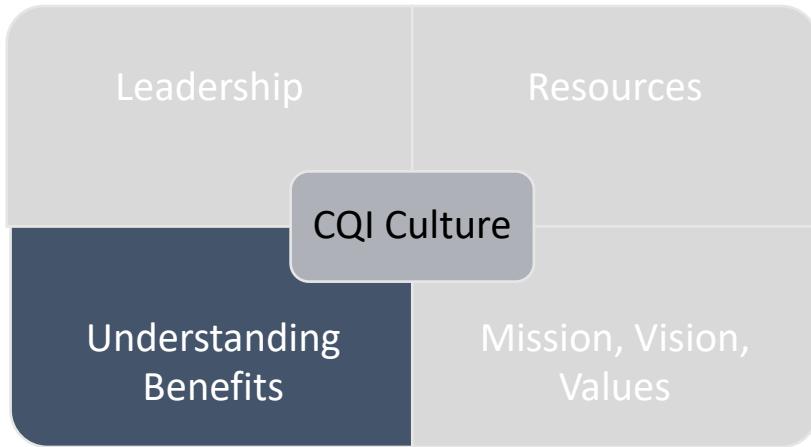 Leadership
Resources
CQI Culture
Understanding
Benefits
Mission, Vision,
Values